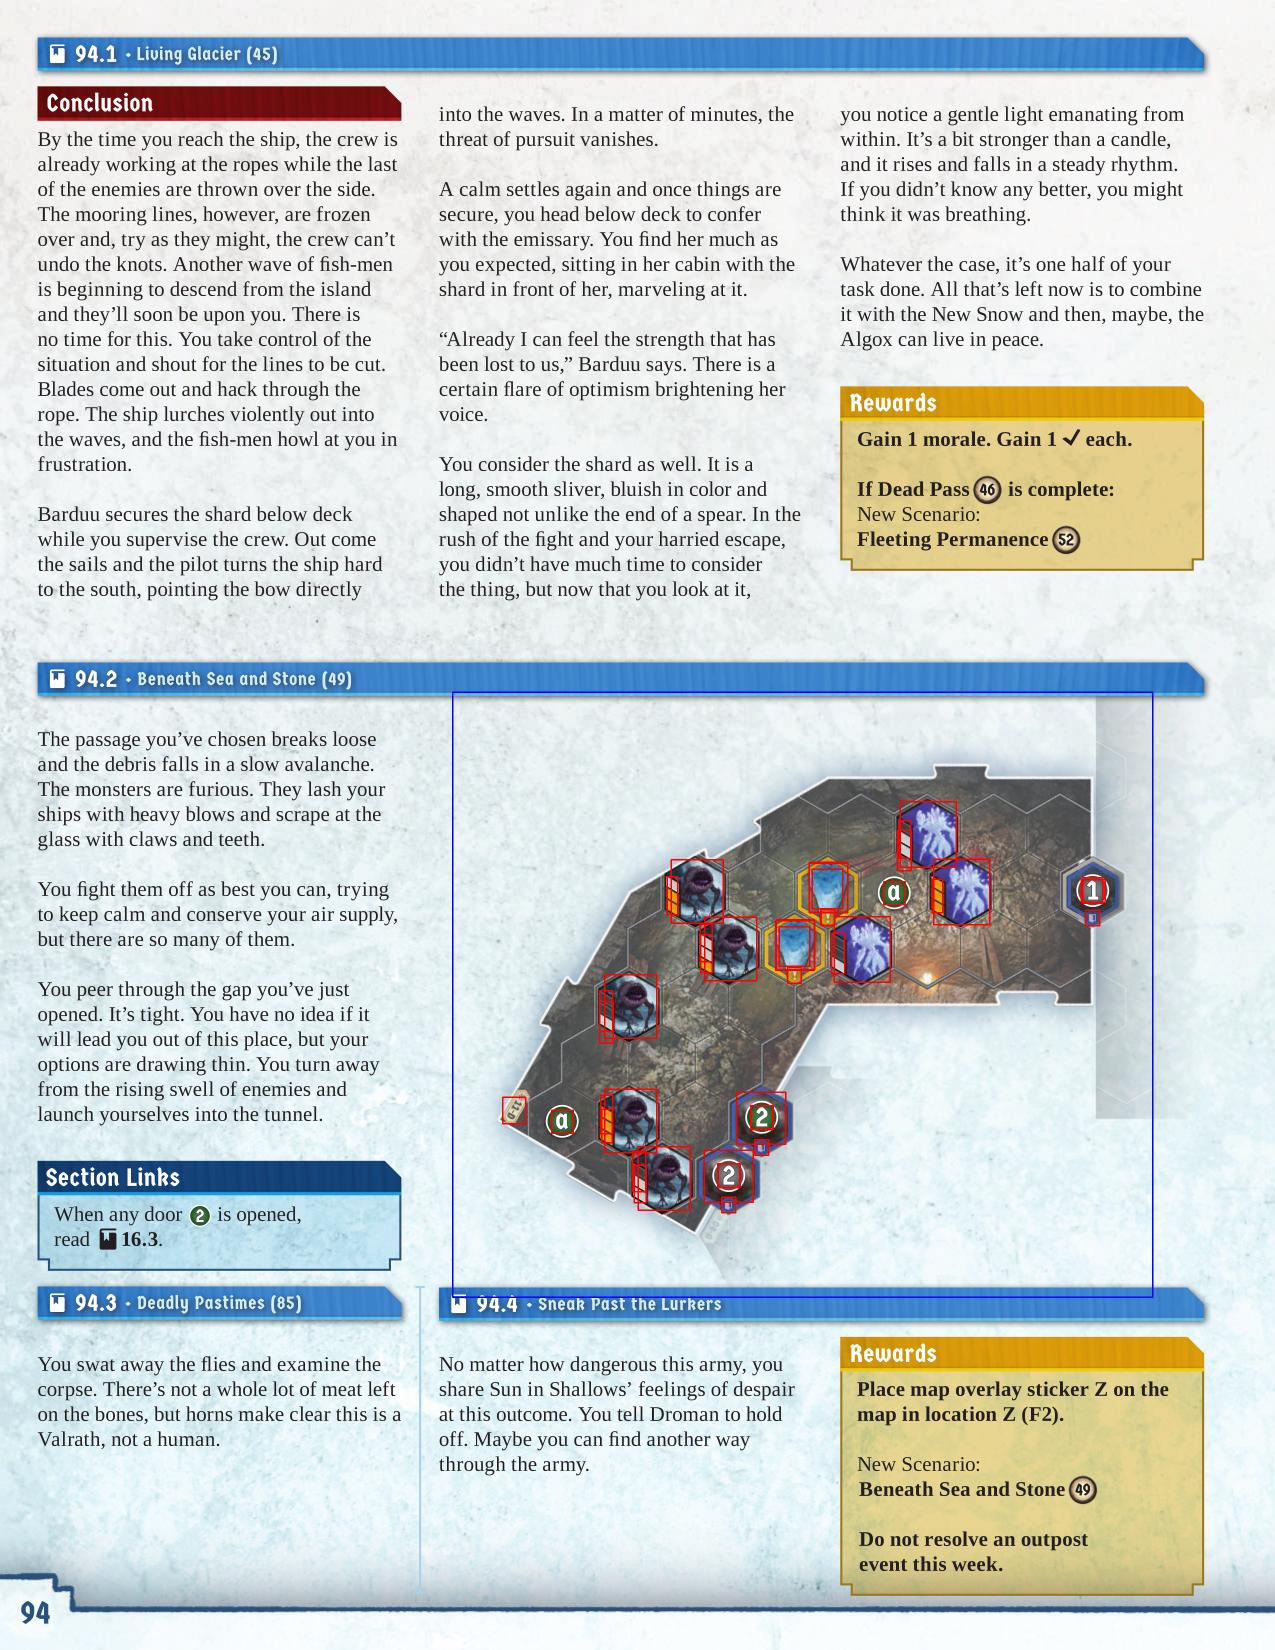 94.1 • Living Glacier (45)
Conclusion
By the time you reach the ship, the crew is
already working at the ropes while the last
of the enemies are thrown over the side.
The mooring lines, however, are frozen
over and, try as they might, the crew can’t
undo the knots. Another wave of fish-men
is beginning to descend from the island
and they’ll soon be upon you. There is
no time for this. You take control of the
situation and shout for the lines to be cut.
Blades come out and hack through the
rope. The ship lurches violently out into
the waves, and the fish-men howl at you in
frustration.
Barduu secures the shard below deck
while you supervise the crew. Out come
the sails and the pilot turns the ship hard
to the south, pointing the bow directly
into the waves. In a matter of minutes, the
threat of pursuit vanishes.
A calm settles again and once things are
secure, you head below deck to confer
with the emissary. You find her much as
you expected, sitting in her cabin with the
shard in front of her, marveling at it.
“Already I can feel the strength that has
been lost to us,” Barduu says. There is a
certain flare of optimism brightening her
voice.
You consider the shard as well. It is a
long, smooth sliver, bluish in color and
shaped not unlike the end of a spear. In the
rush of the fight and your harried escape,
you didn’t have much time to consider
the thing, but now that you look at it,
you notice a gentle light emanating from
within. It’s a bit stronger than a candle,
and it rises and falls in a steady rhythm.
If you didn’t know any better, you might
think it was breathing.
Whatever the case, it’s one half of your
task done. All that’s left now is to combine
it with the New Snow and then, maybe, the
Algox can live in peace.
Rewards
Gain 1 morale. Gain 1 ✓ each.
If Dead Pass 46 is complete:
New Scenario:
Fleeting Permanence 52
94.2 • Beneath Sea and Stone (49)
The passage you’ve chosen breaks loose
and the debris falls in a slow avalanche.
The monsters are furious. They lash your
ships with heavy blows and scrape at the
glass with claws and teeth.
You fight them off as best you can, trying
to keep calm and conserve your air supply,
but there are so many of them.
You peer through the gap you’ve just
opened. It’s tight. You have no idea if it
will lead you out of this place, but your
options are drawing thin. You turn away
from the rising swell of enemies and
launch yourselves into the tunnel.
Section Links
When any door 2 is opened,
read 16.3.
a
1
11-D
a
2
2
94.3 • Deadly Pastimes (85)
You swat away the flies and examine the
corpse. There’s not a whole lot of meat left
on the bones, but horns make clear this is a
Valrath, not a human.
94.4 • Sneak Past the Lurkers
No matter how dangerous this army, you
share Sun in Shallows’ feelings of despair
at this outcome. You tell Droman to hold
off. Maybe you can find another way
through the army.
Rewards
Place map overlay sticker Z on the
map in location Z (F2).
New Scenario:
Beneath Sea and Stone 49
Do not resolve an outpost
event this week.
94